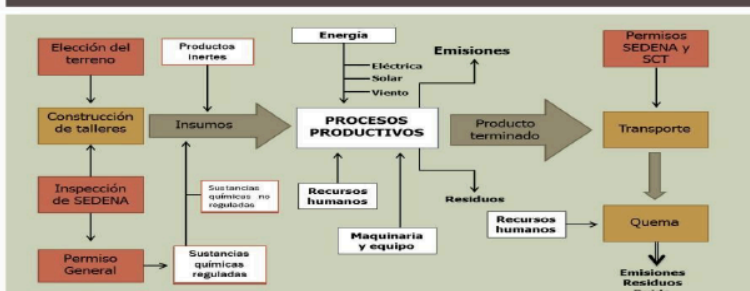 Elección del
terreno
Construcción
de talleres
Inspección
de SEDENA
Permiso
General
Productos
inertes
Insumos
Sustancias
químicas no
reguladas
Sustancias
químicas
reguladas
Energía
Eléctrica
Solar
Viento
PROCESOS
PRODUCTIVOS
Recursos
humanos
Maquinaria
y equipo
Emisiones
Residuos
Producto
terminado
Permisos
SEDENA y
SCT
Transporte
Recursos
humanos
Quema
Emisiones
Residuos